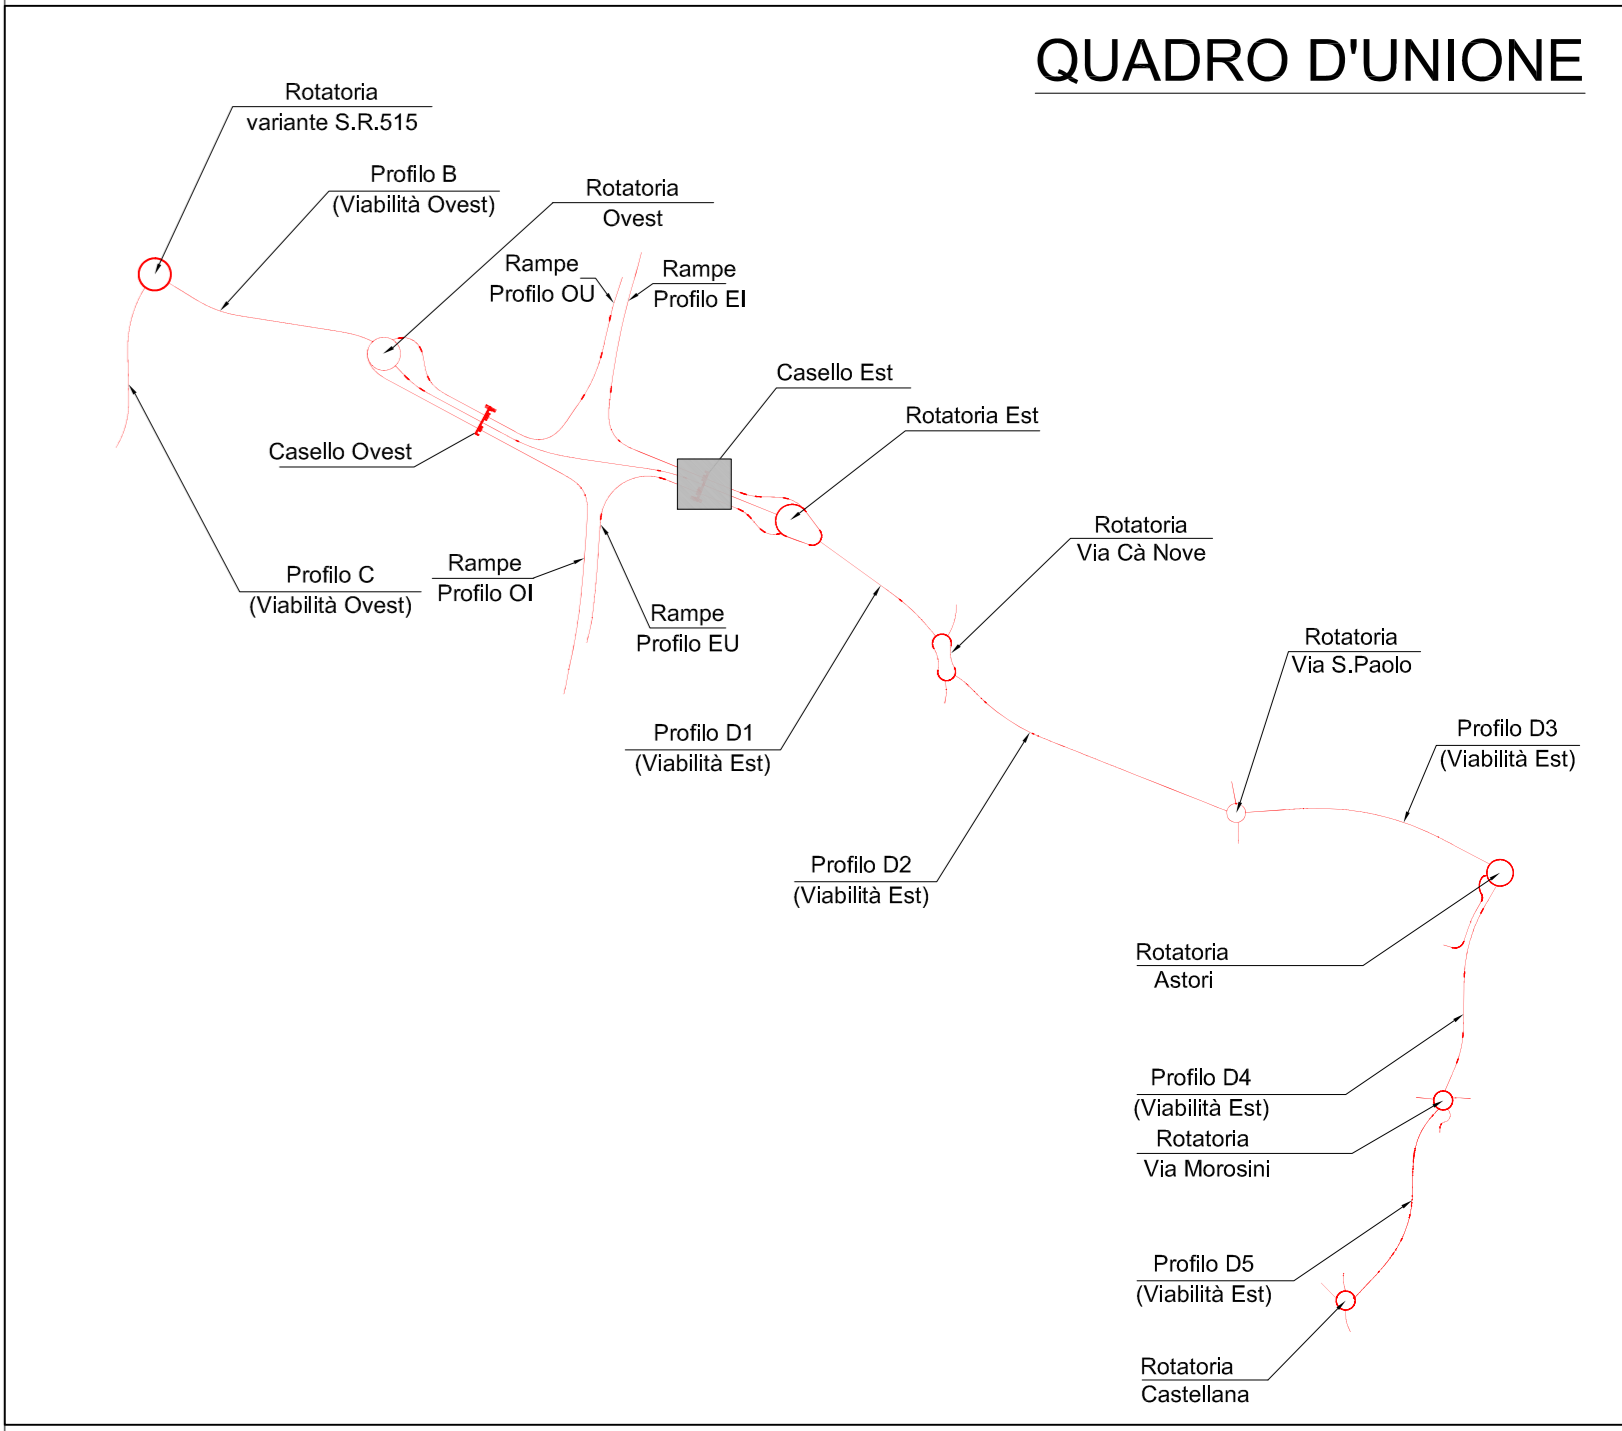 QUADRO D'UNIONE
Rotatoria
variante S.R.515
Profilo B
(Viabilità Ovest)
Rotatoria
Ovest
Rampe
Profilo OU
Rampe
Profilo EI
Casello Est
Rotatoria Est
Casello Ovest
Rotatoria
Via Cà Nove
Profilo C
(Viabilità Ovest)
Rampe
Profilo OI
Rampe
Profilo EU
Rotatoria
Via S.Paolo
Profilo D1
(Viabilità Est)
Profilo D3
(Viabilità Est)
Profilo D2
(Viabilità Est)
Rotatoria
Astori
Profilo D4
(Viabilità Est)
Rotatoria
Via Morosini
Profilo D5
(Viabilità Est)
Rotatoria
Castellana